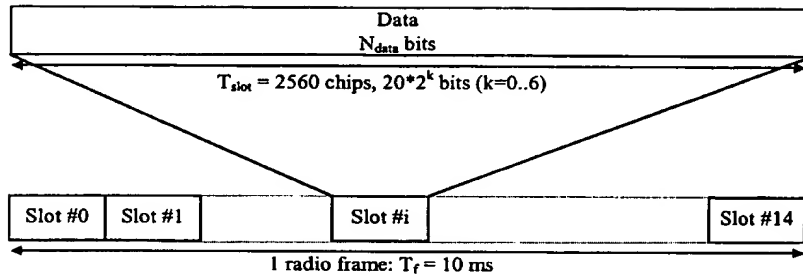 Data
N_data bits
T_slot = 2560 chips, 20*2^k bits (k=0..6)
Slot #0 Slot #1 Slot #i Slot #14
1 radio frame: T_f = 10 ms